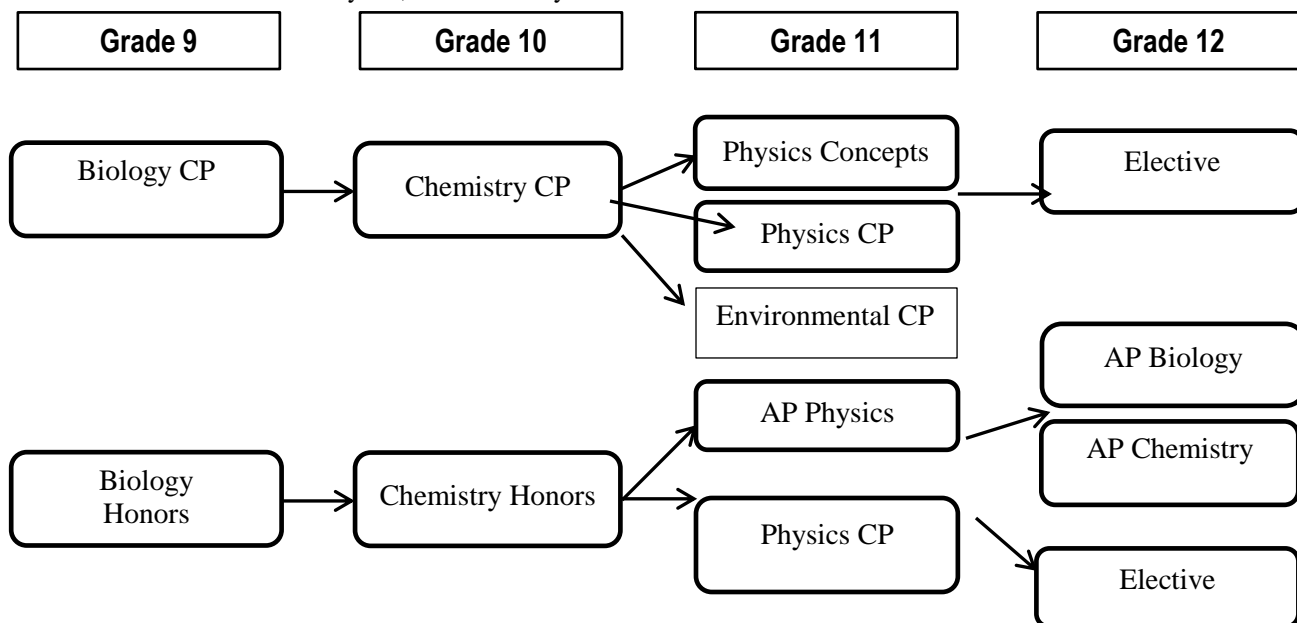 Grade 9
Grade 10
Grade 11
Grade 12
Biology CP
Chemistry CP
Physics Concepts
Physics CP
Environmental CP
Elective
Biology
Honors
Chemistry Honors
AP Physics
Physics CP
AP Biology
AP Chemistry
Elective